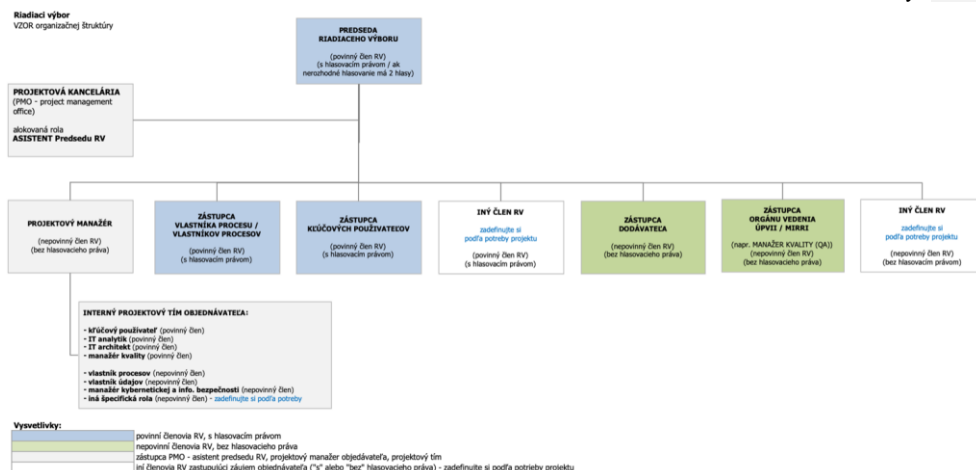 Riadiaci výbor
VZOR organizačnej štruktúry
PREDSEDA
RIADIACEHO VÝBORU
(povinný člen RV)
(s hlasovacím právom / ak
nerozhodné hlasovanie má 2 hlasy)
PROJEKTOVÁ KANCELÁRIA
(PMO - project management
office)
alokovaná rola
ASISTENT Predsedu RV
PROJEKTOVÝ MANAŽÉR
(nepovinný člen RV)
(bez hlasovacieho práva)
ZÁSTUPCA
VLASTNÍKA PROCESU /
VLASTNÍKOV PROCESOV
(povinný člen RV)
(s hlasovacím právom)
ZÁSTUPCA
KĽÚČOVÝCH POUŽÍVATEĽOV
(povinný člen RV)
(s hlasovacím právom)
INÝ ČLEN RV
zadefinujte si
podľa potreby projektu
(povinný člen RV)
(s hlasovacím právom)
ZÁSTUPCA
DODÁVATEĽA
(nepovinný člen RV)
(bez hlasovacieho práva)
ZÁSTUPCA
ORGÁNU VEDENIA
ÚPVII / MIRRI
(napr. MANAŽÉR KVALITY (QA))
(nepovinný člen RV)
(bez hlasovacieho práva)
INÝ ČLEN RV
zadefinujte si
podľa potreby projektu
(nepovinný člen RV)
(bez hlasovacieho právom)
INTERNÝ PROJEKTOVÝ TÍM OBJEDNÁVATEĽA:
- kľúčový používateľ (povinný člen)
- IT analytik (povinný člen)
- IT architekt (povinný člen)
- manažér kvality (povinný člen)
- vlastník procesov (nepovinný člen)
- vlastník údajov (nepovinný člen)
- manažér kybernetickej a info. bezpečnosti (nepovinný člen)
- iná špecifická rola (nepovinný člen) - zadefinujte si podľa potreby
Vysvetlivky:
povinní členovia RV, s hlasovacím právom
nepovinní členovia RV, bez hlasovacieho práva
zástupca PMO - asistent predsedu RV, projektový manažer objednávateľa, projektový tím
iní členovia RV zastupujúci záujem objednávateľa ("s" alebo "bez" hlasovacieho práva) - zadefinujte si podľa potrieby projektu